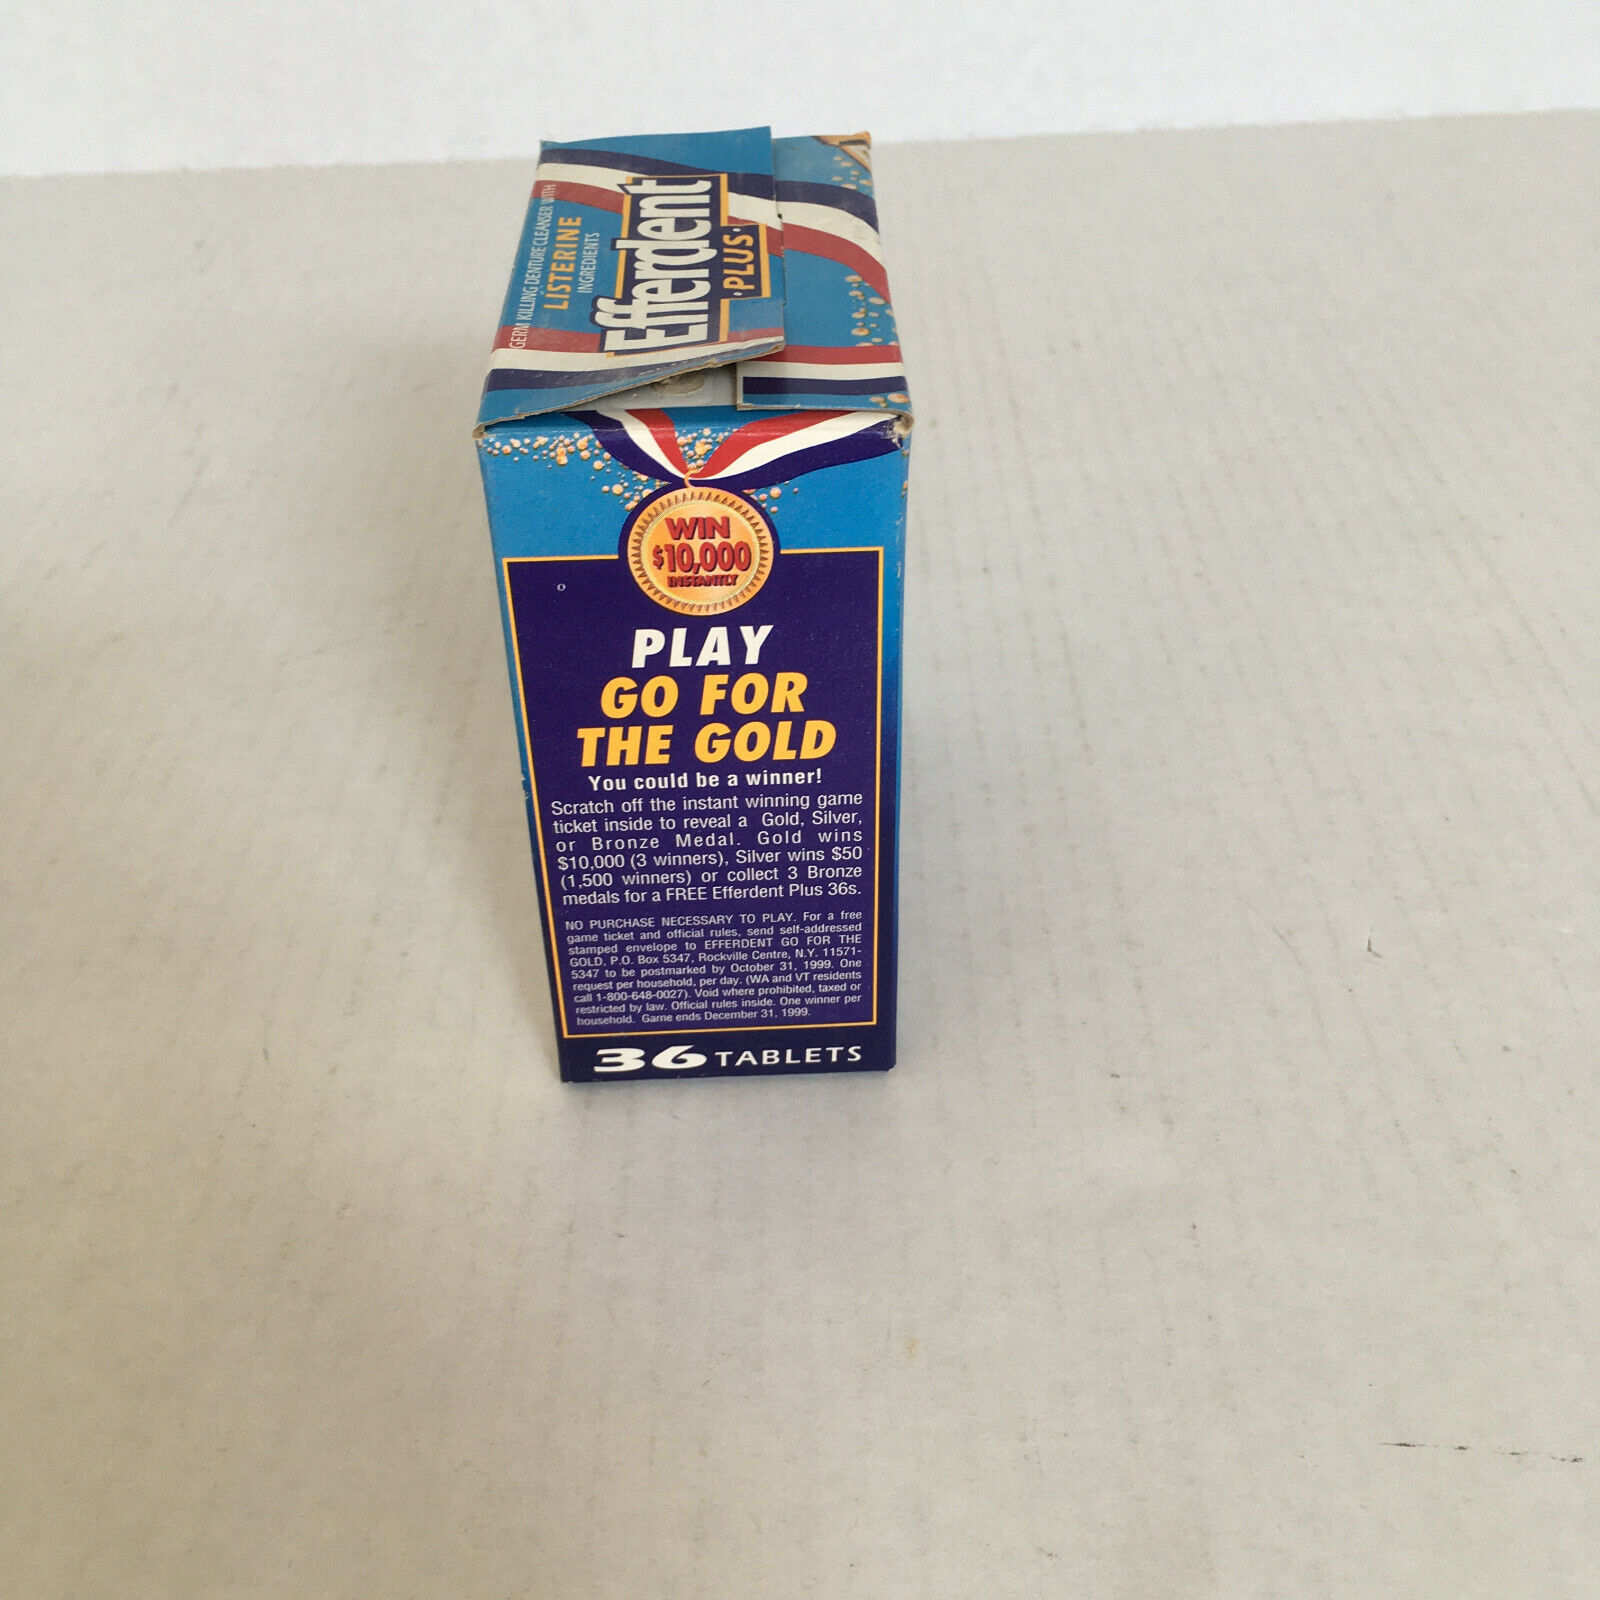 GERM KILLING DENTURE CLEANSER WITH
LISTERINE
INGREDIENTS
Efferdent
• PLUS •
WIN
$10,000
INSTANTLY
PLAY
GO FOR
THE GOLD
You could be a winner!
Scratch off the instant winning game
ticket inside to reveal a Gold, Silver,
or Bronze Medal. Gold wins
$10,000 (3 winners), Silver wins $50
(1,500 winners) or collect 3 Bronze
medals for a FREE Efferdent Plus 36s.
NO PURCHASE NECESSARY TO PLAY. For a free
game ticket and official rules, send self-addressed
stamped envelope to EFFERDENT GO FOR THE
GOLD, P.O. Box 5347, Rockville Centre, N.Y. 11571-
5347 to be postmarked by October 31, 1999. One
request per household, per day. (WA and VT residents
call 1-800-648-0027). Void where prohibited, taxed or
restricted by law. Official rules inside. One winner per
household. Game ends December 31, 1999.
36 TABLETS